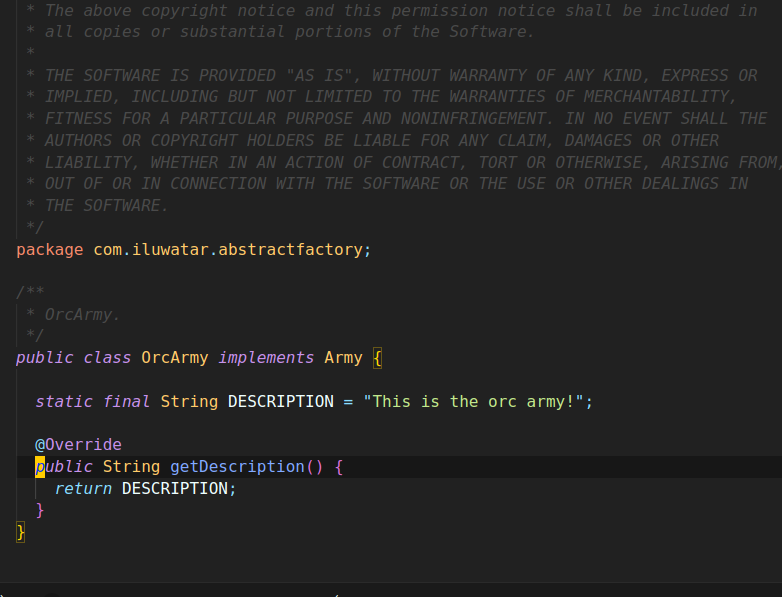 * The above copyright notice and this permission notice shall be included in
* all copies or substantial portions of the Software.
*
* THE SOFTWARE IS PROVIDED "AS IS", WITHOUT WARRANTY OF ANY KIND, EXPRESS OR
* IMPLIED, INCLUDING BUT NOT LIMITED TO THE WARRANTIES OF MERCHANTABILITY,
* FITNESS FOR A PARTICULAR PURPOSE AND NONINFRINGEMENT. IN NO EVENT SHALL THE
* AUTHORS OR COPYRIGHT HOLDERS BE LIABLE FOR ANY CLAIM, DAMAGES OR OTHER
* LIABILITY, WHETHER IN AN ACTION OF CONTRACT, TORT OR OTHERWISE, ARISING FROM,
* OUT OF OR IN CONNECTION WITH THE SOFTWARE OR THE USE OR OTHER DEALINGS IN
* THE SOFTWARE.
*/
package com.iluwatar.abstractfactory;
/**
* OrcArmy.
*/
public class OrcArmy implements Army {
static final String DESCRIPTION = "This is the orc army!";
@Override
public String getDescription() {
return DESCRIPTION;
}
}